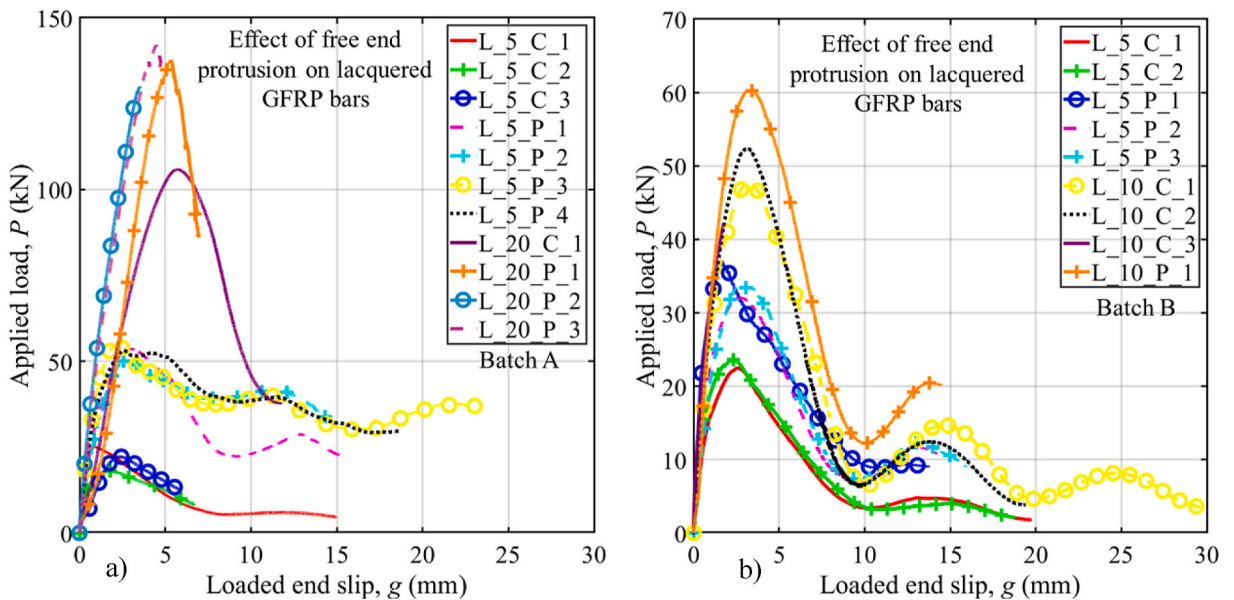 150
100
50
0
Applied load, P (kN)
Effect of free end
protrusion on lacquered
GFRP bars
L_5_C_1
L_5_C_2
L_5_C_3
L_5_P_1
L_5_P_2
L_5_P_3
L_5_P_4
L_20_C_1
L_20_P_1
L_20_P_2
L_20_P_3
Batch A
0 5 10 15 20 25 30
a)
Loaded end slip, g (mm)
70
60
50
40
30
20
10
0
Applied load, P (kN)
Effect of free end
protrusion on lacquered
GFRP bars
L_5_C_1
L_5_C_2
L_5_P_1
L_5_P_2
L_5_P_3
L_10_C_1
L_10_C_2
L_10_C_3
L_10_P_1
Batch B
0 5 10 15 20 25 30
b)
Loaded end slip, g (mm)